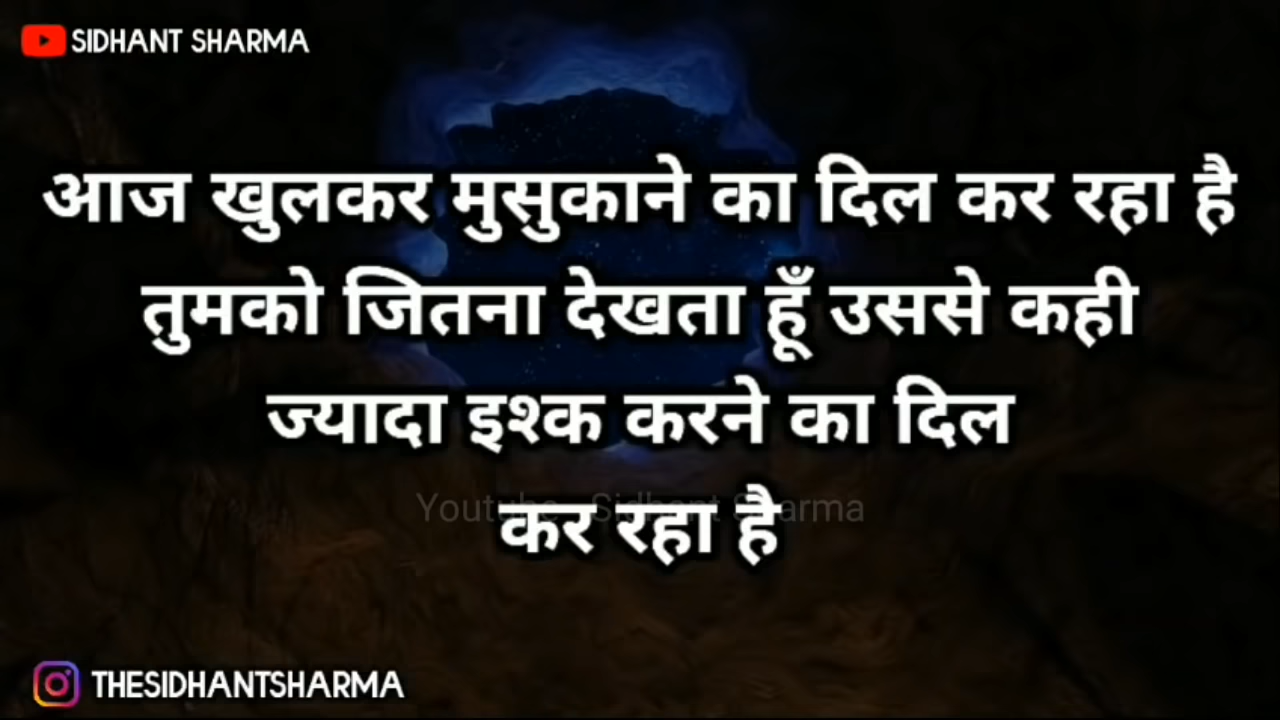 SIDHANT SHARMA
आज खुलकर मुसुकाने का दिल कर रहा है
तुमको जितना देखता हूँ उससे कही
ज्यादा इश्क करने का दिल
कर रहा है
Youtube - Sidhant Sharma
THESIDHANTSHARMA